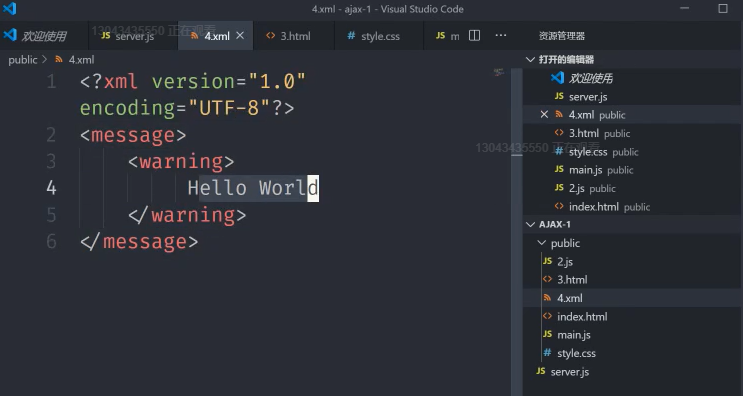 4.xml - ajax-1 - Visual Studio Code
欢迎使用 JS server.js 4.xml 3.html # style.css JS m
13043435550 正在观看
public 4.xml
1 <?xml version="1.0"
encoding="UTF-8"?>
2 <message>
3 <warning>
4 Hello World
5 </warning>
6 </message>
资源管理器
打开的编辑器
欢迎使用
JS server.js
4.xml public
3.html public
13043435550 正在观看
# style.css public
JS main.js public
JS 2.js public
index.html public
AJAX-1
public
JS 2.js
3.html
4.xml
index.html
JS main.js
# style.css
JS server.js